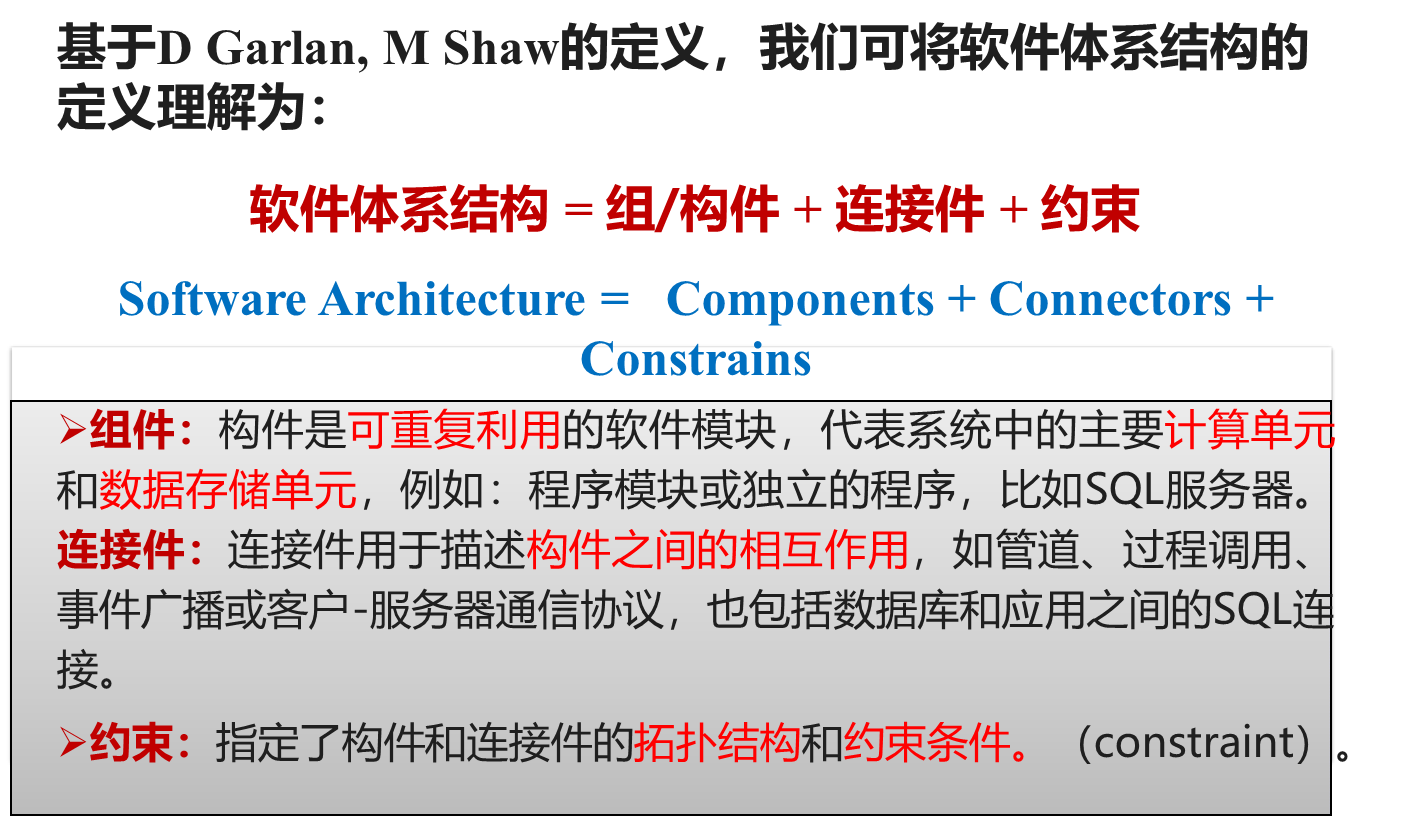 基于D Garlan, M Shaw的定义，我们可将软件体系结构的
定义理解为：
软件体系结构 = 组/构件 + 连接件 + 约束
Software Architecture = Components + Connectors +
Constrains
➢组件：构件是可重复利用的软件模块，代表系统中的主要计算单元
和数据存储单元，例如：程序模块或独立的程序，比如SQL服务器。
连接件：连接件用于描述构件之间的相互作用，如管道、过程调用、
事件广播或客户-服务器通信协议，也包括数据库和应用之间的SQL连
接。
➢约束：指定了构件和连接件的拓扑结构和约束条件。（constraint）。